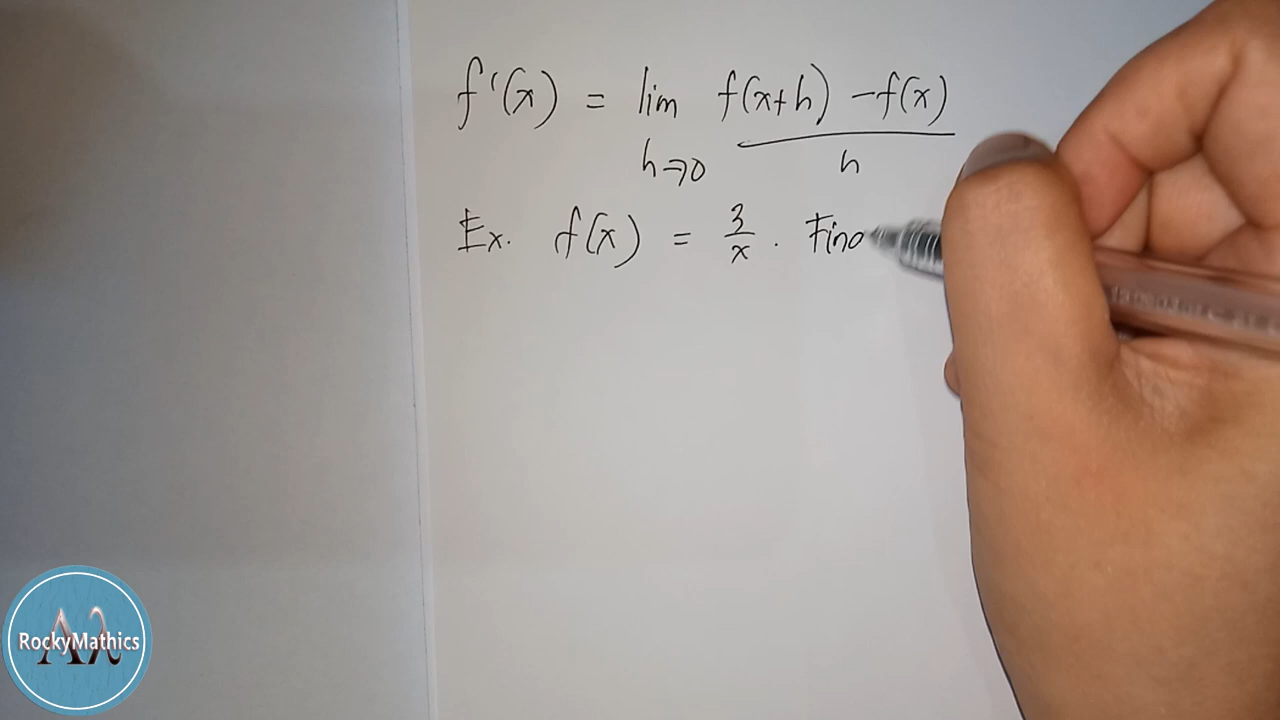 f'(x) = lim f(x+h) - f(x)
h→0 h
Ex. f(x) = 3/x . Find
RockyMathics